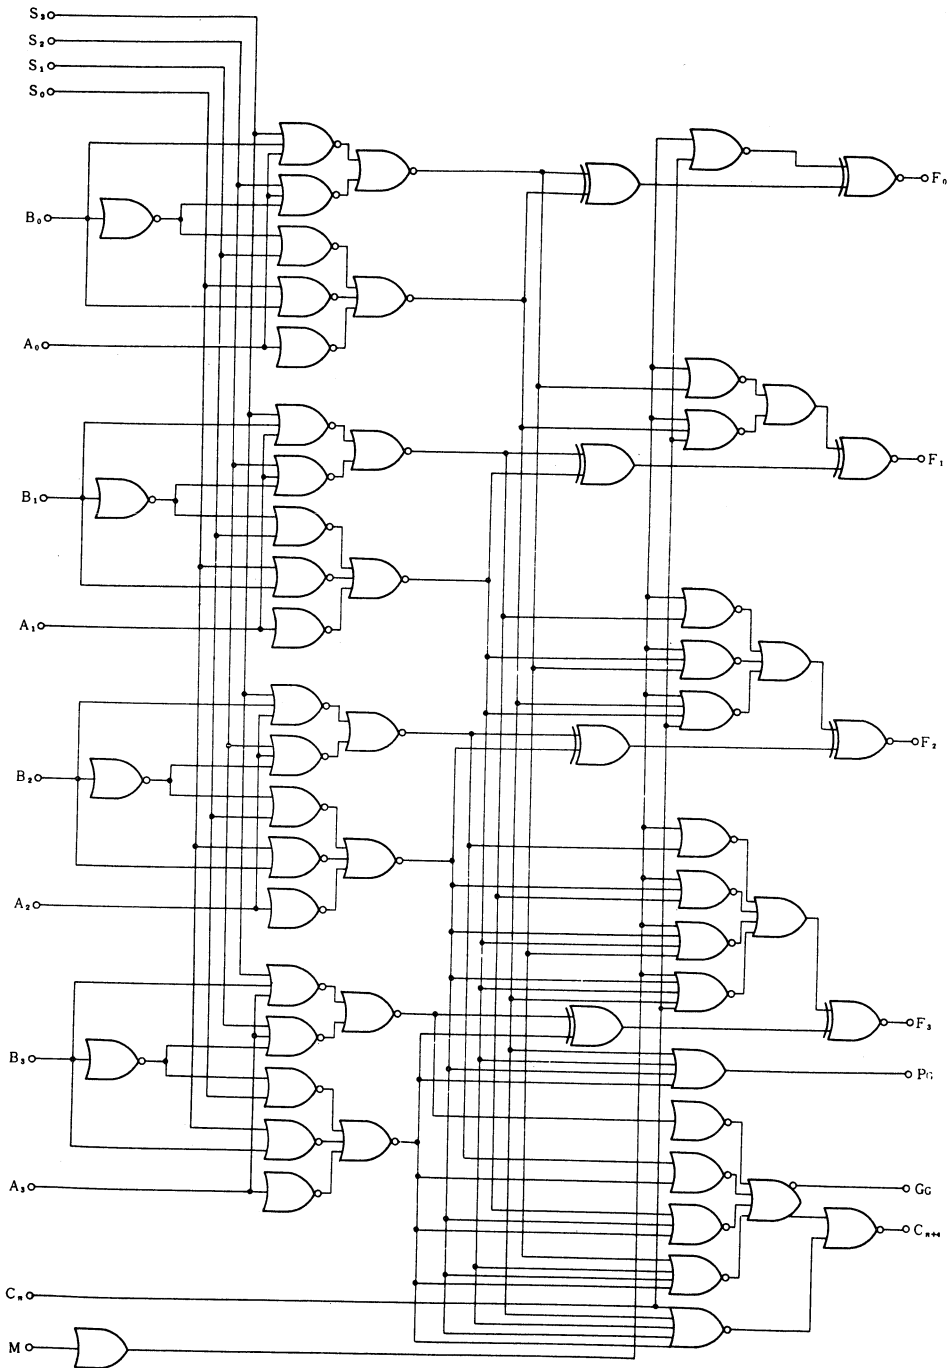 S₃
S₂
S₁
S₀
B₀
F₀
A₀
B₁
F₁
A₁
B₂
F₂
A₂
B₃
F₃
PG
A₃
GG
Cₙ₊₄
Cₙ
M